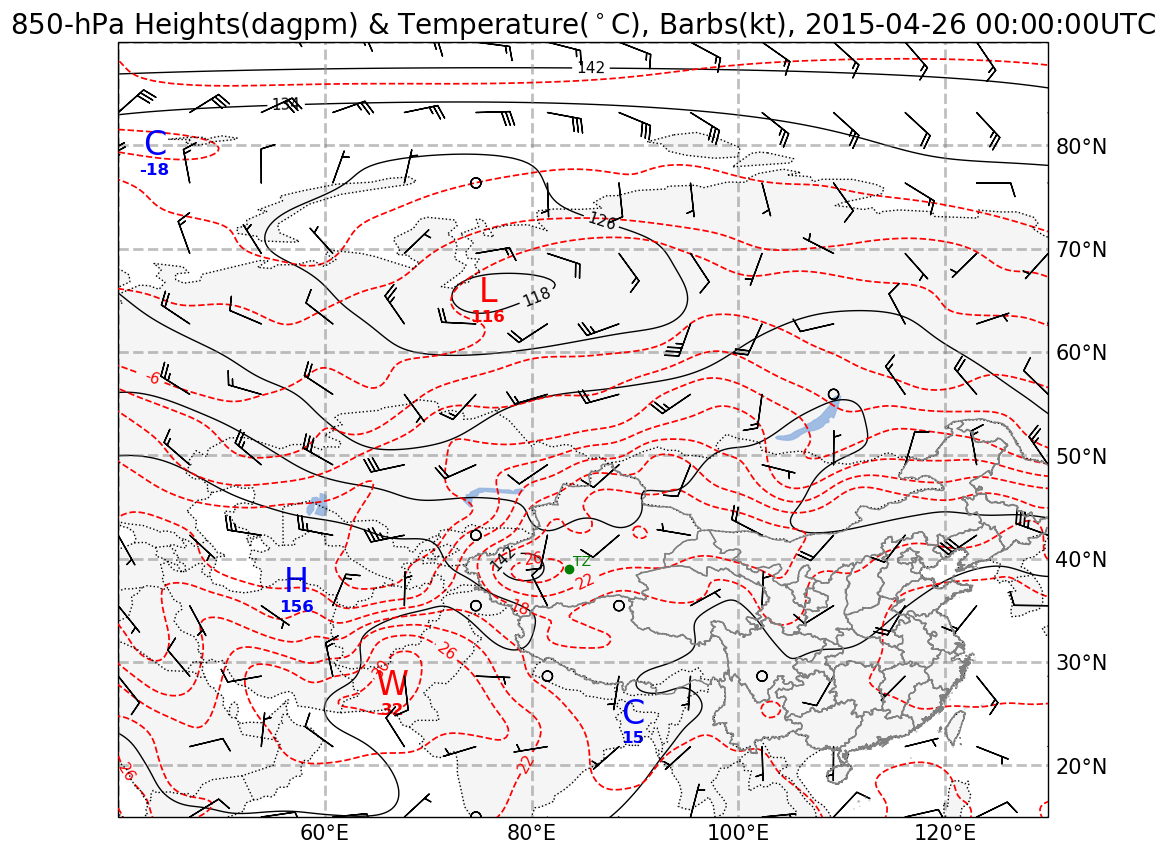 850-hPa Heights(dagpm) & Temperature(°C), Barbs(kt), 2015-04-26 00:00:00UTC
142
134
C
-18
80°N
126
70°N
L
118
116
60°N
-6
50°N
142
26
TZ
40°N
22
H
156
18
26
30
30°N
W
32
C
15
26
22
20°N
60°E
80°E
100°E
120°E